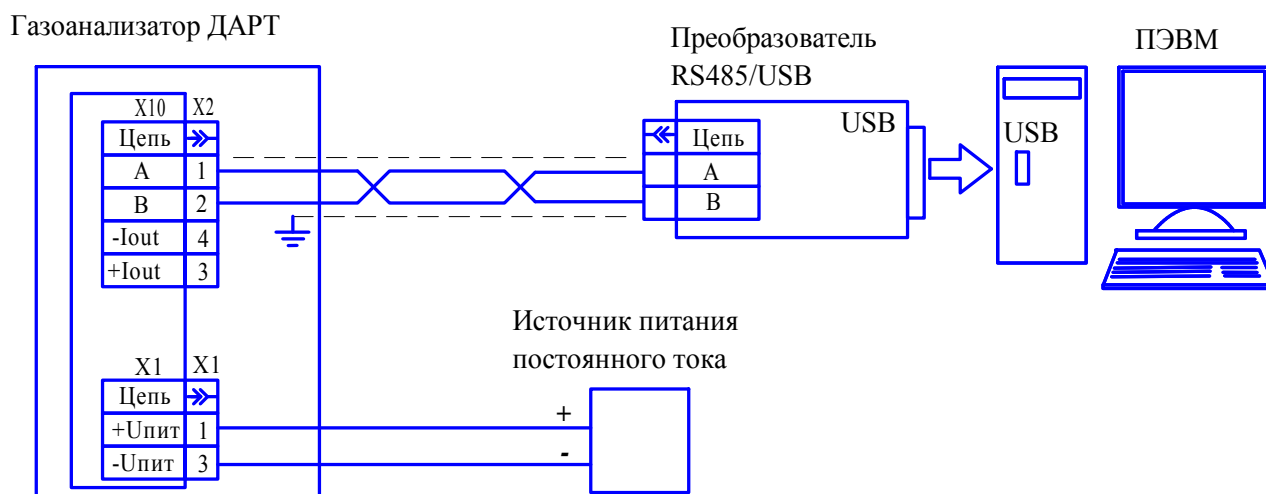 Газоанализатор ДАРТ
Преобразователь
RS485/USB
ПЭВМ
X10 X2
Цепь
A 1
B 2
-Iout 4
+Iout 3
USB
Цепь
A
B
USB
Источник питания
постоянного тока
X1 X1
Цепь
+Uпит 1
-Uпит 3
+
-